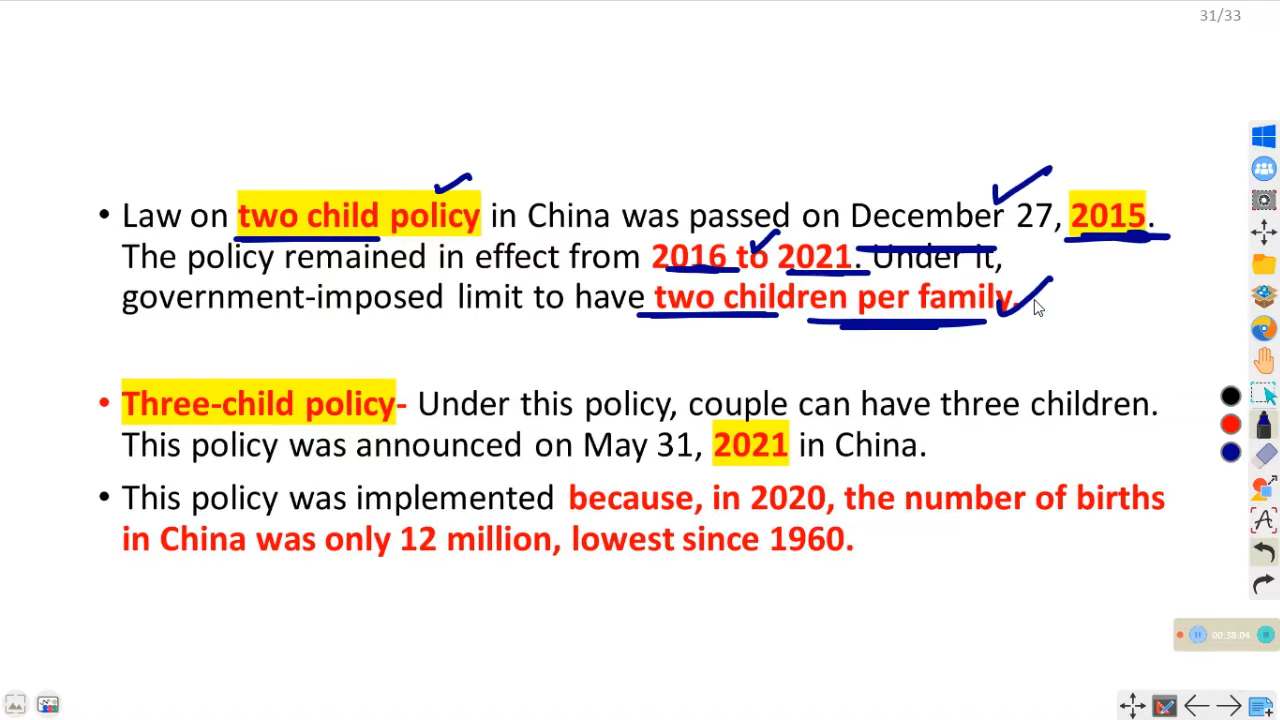 31/33
• Law on two child policy in China was passed on December 27, 2015.
The policy remained in effect from 2016 to 2021. Under it,
government-imposed limit to have two children per family.
• Three-child policy- Under this policy, couple can have three children.
This policy was announced on May 31, 2021 in China.
• This policy was implemented because, in 2020, the number of births
in China was only 12 million, lowest since 1960.
00:38:04